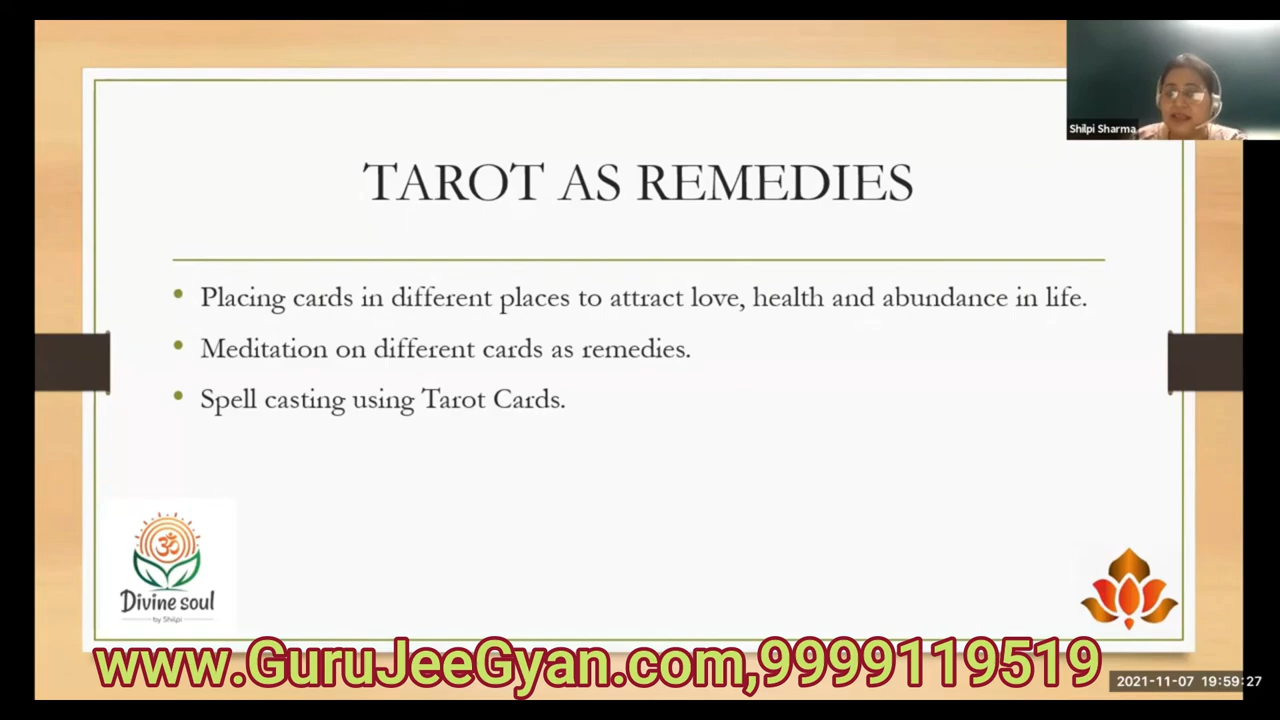 Shilpi Sharma
TAROT AS REMEDIES
• Placing cards in different places to attract love, health and abundance in life.
• Meditation on different cards as remedies.
• Spell casting using Tarot Cards.
ॐ
Divine soul
by Shilpi
www.GuruJeeGyan.com,9999119519
2021-11-07 19:59:27